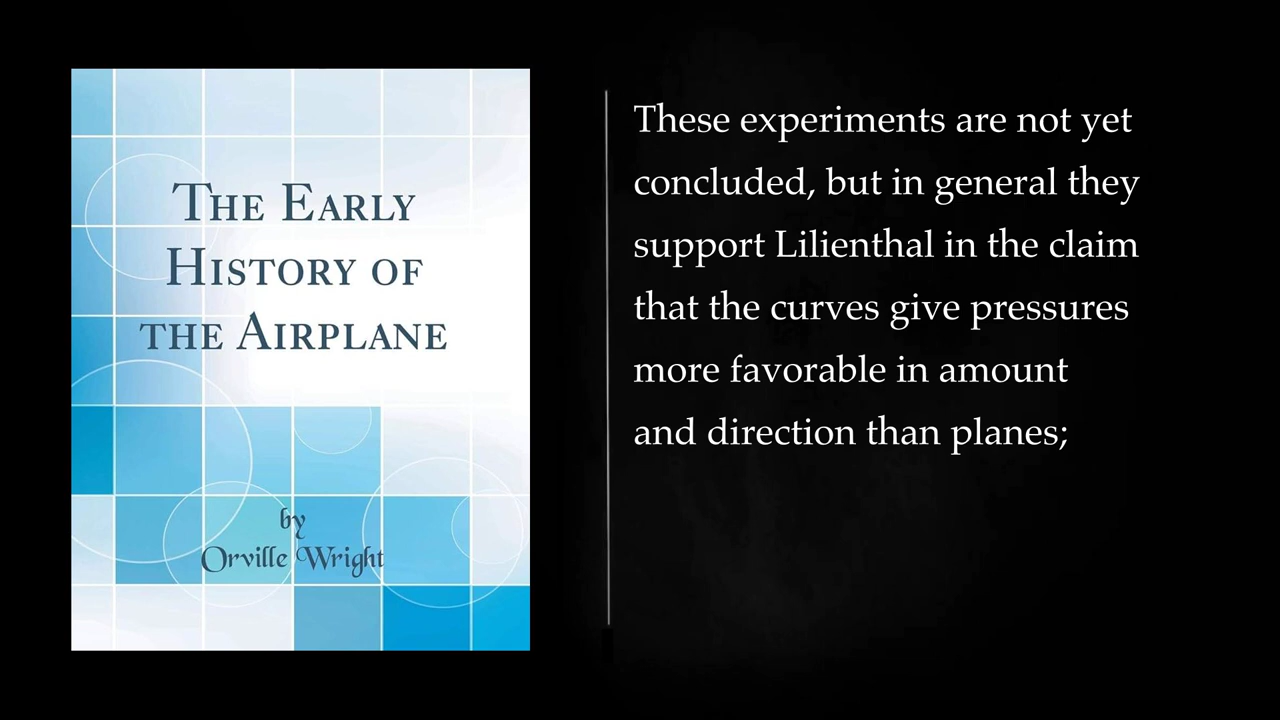 The Early
History of
the Airplane
by
Orville Wright
These experiments are not yet
concluded, but in general they
support Lilienthal in the claim
that the curves give pressures
more favorable in amount
and direction than planes;